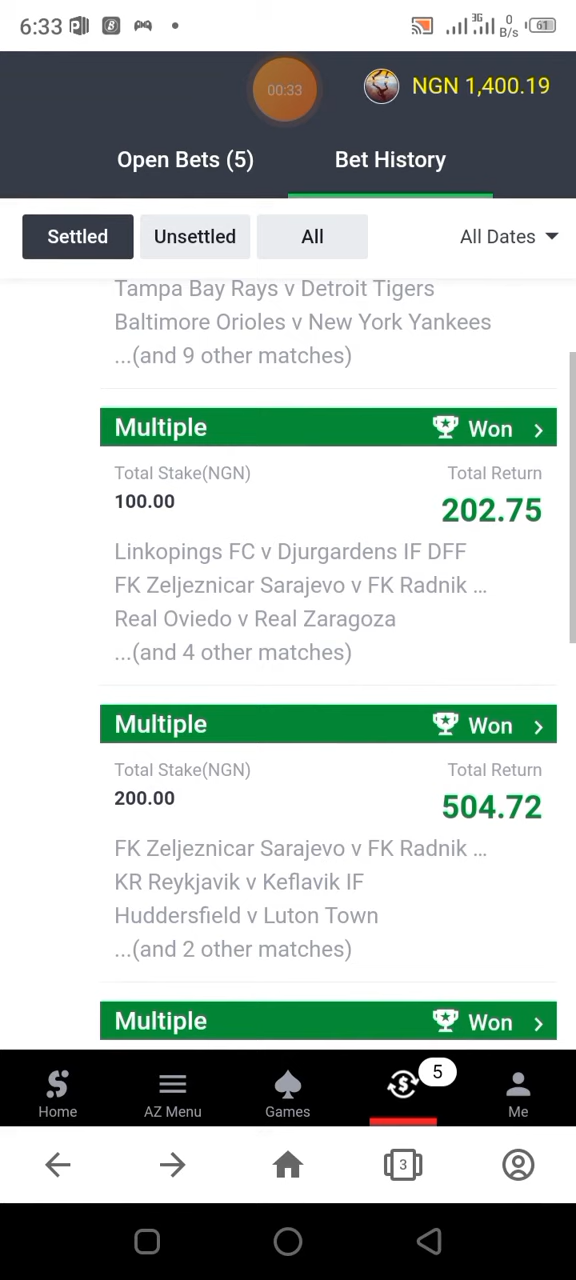 6:33 3G 0 B/s 61
00:33 NGN 1,400.19
Open Bets (5) Bet History
Settled Unsettled All All Dates
Tampa Bay Rays v Detroit Tigers
Baltimore Orioles v New York Yankees
...(and 9 other matches)
Multiple Won
Total Stake(NGN) Total Return
100.00 202.75
Linkopings FC v Djurgardens IF DFF
FK Zeljeznicar Sarajevo v FK Radnik ...
Real Oviedo v Real Zaragoza
...(and 4 other matches)
Multiple Won
Total Stake(NGN) Total Return
200.00 504.72
FK Zeljeznicar Sarajevo v FK Radnik ...
KR Reykjavik v Keflavik IF
Huddersfield v Luton Town
...(and 2 other matches)
Multiple Won
5
Home AZ Menu Games Me
3